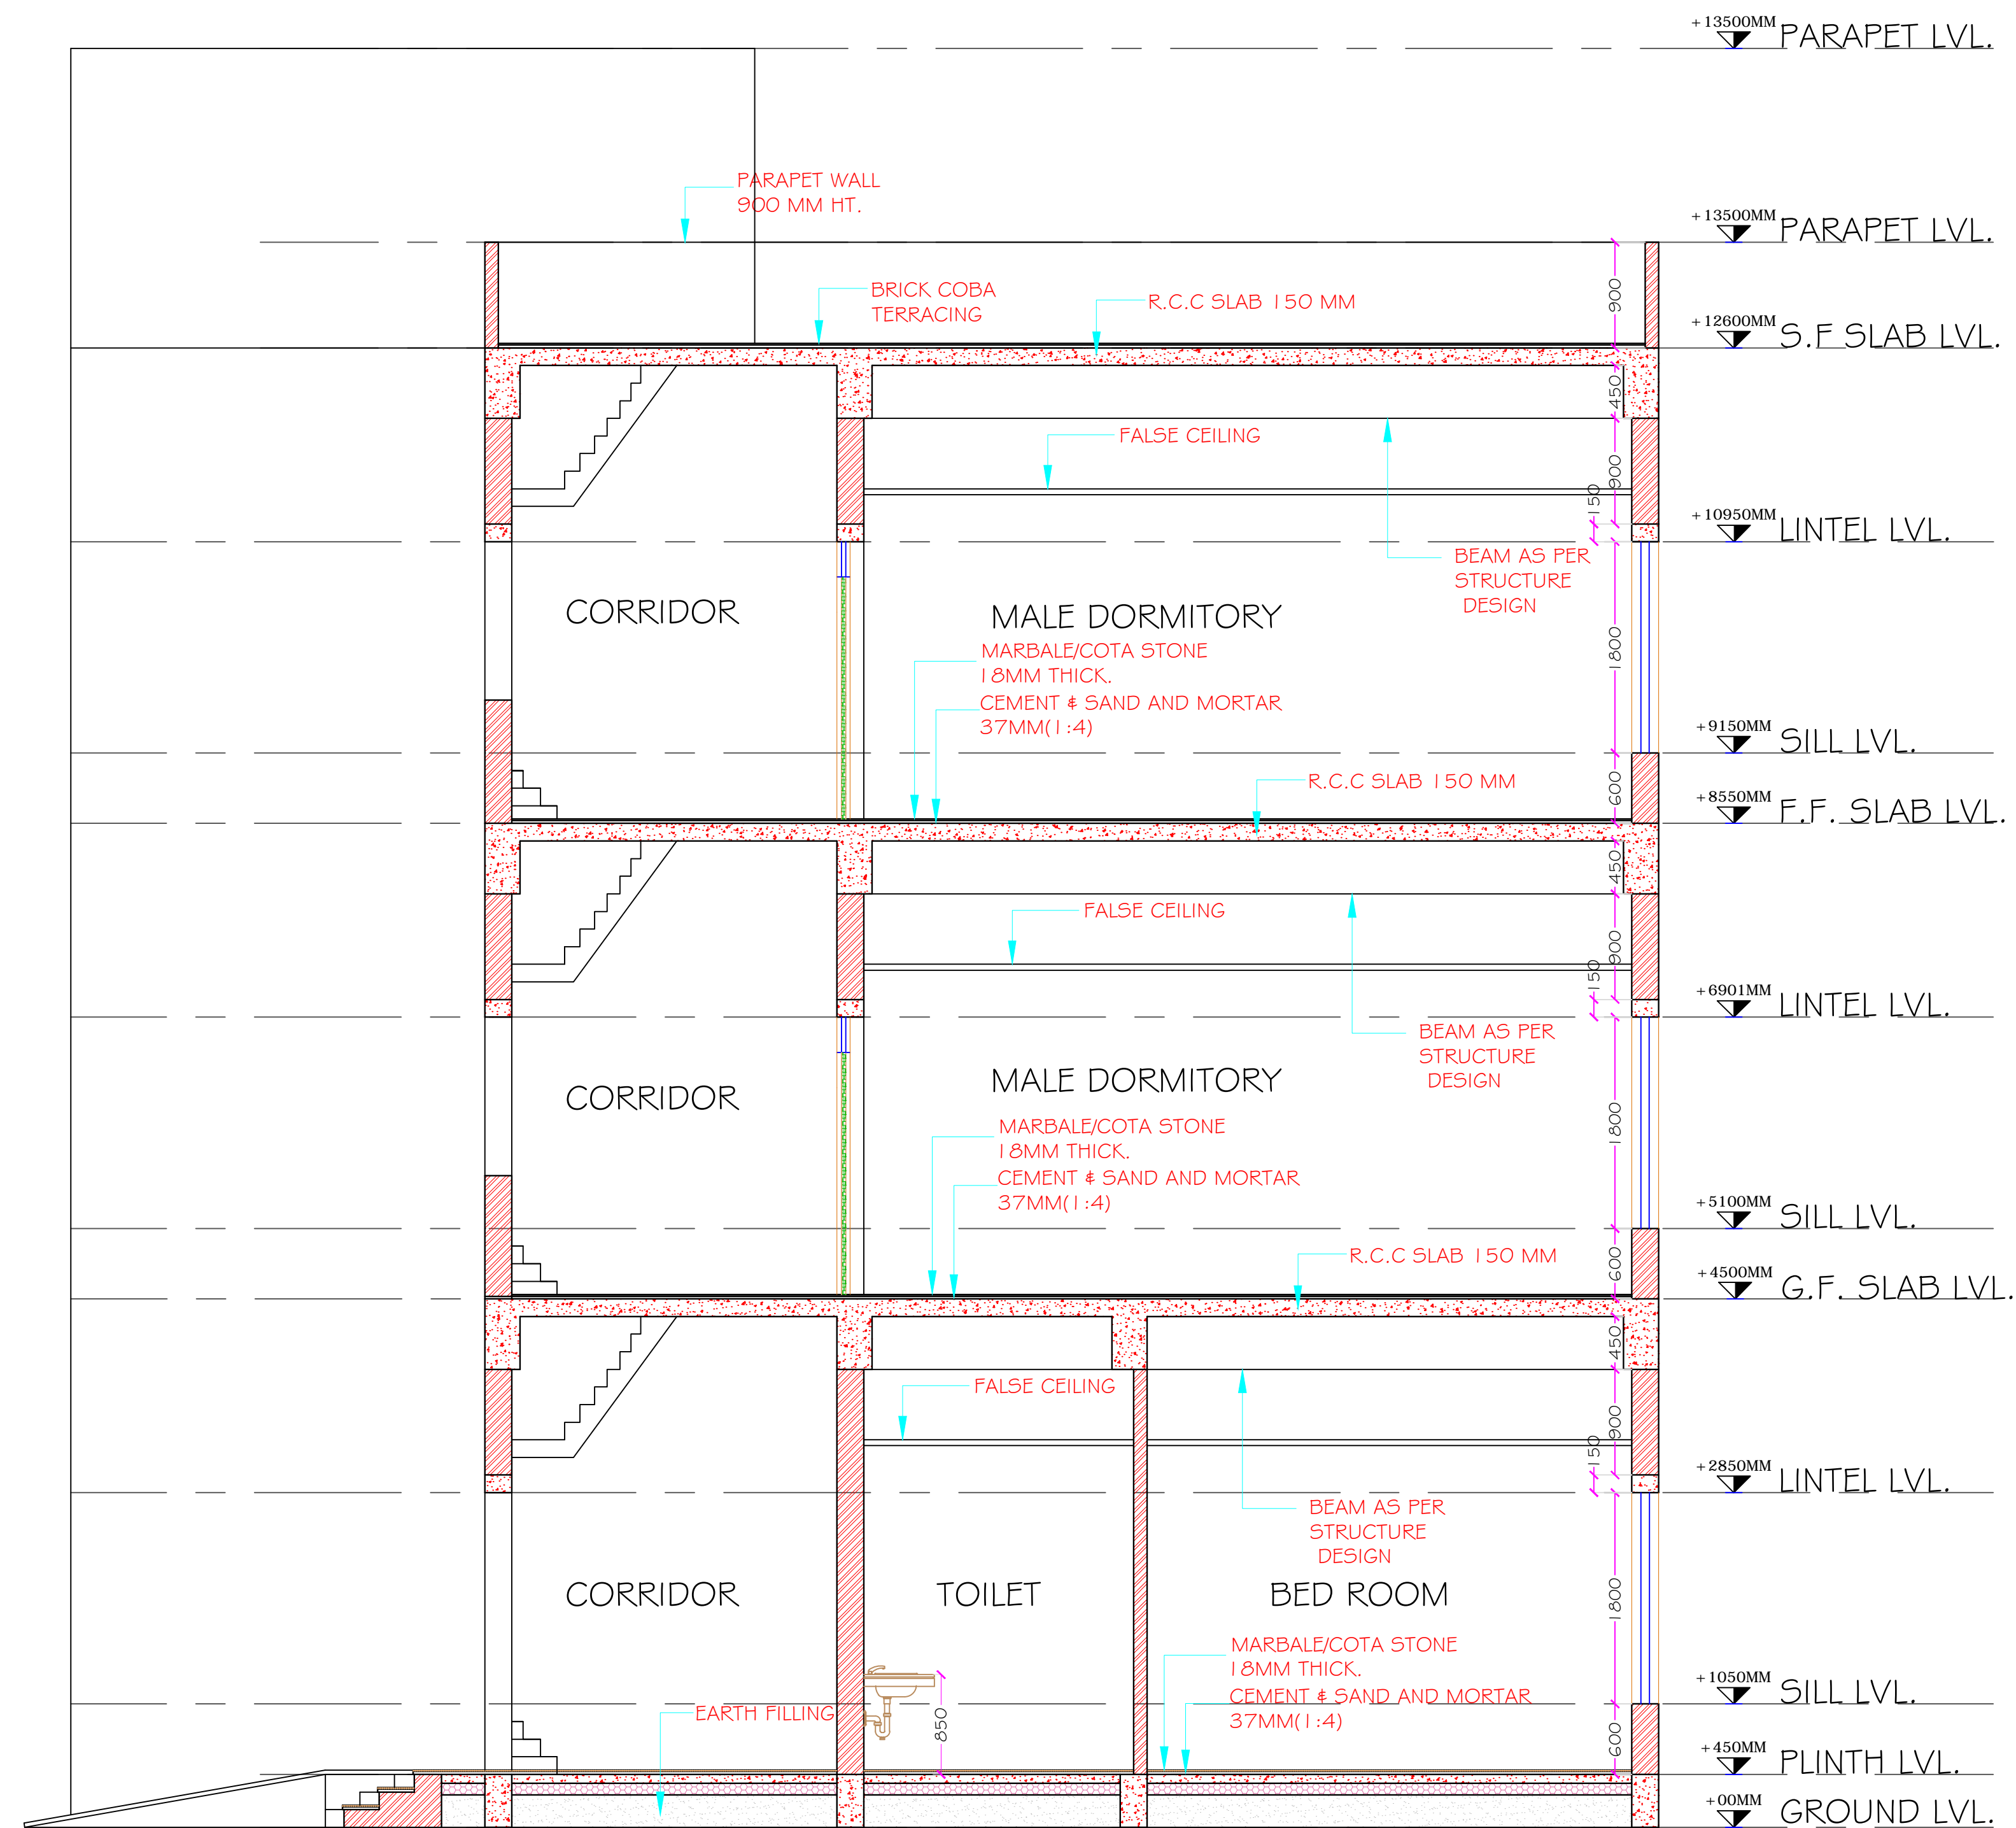 +13500MM PARAPET LVL.
PARAPET WALL
900 MM HT.
+13500MM PARAPET LVL.
BRICK COBA
TERRACING
R.C.C SLAB 150 MM
900
+12600MM S.F SLAB LVL.
450
FALSE CEILING
900
150
+10950MM LINTEL LVL.
BEAM AS PER
STRUCTURE
DESIGN
CORRIDOR
MALE DORMITORY
MARBALE/COTA STONE
18MM THICK.
CEMENT & SAND AND MORTAR
37MM(1:4)
1800
+9150MM SILL LVL.
R.C.C SLAB 150 MM
600
+8550MM F.F. SLAB LVL.
450
FALSE CEILING
900
150
+6901MM LINTEL LVL.
BEAM AS PER
STRUCTURE
DESIGN
CORRIDOR
MALE DORMITORY
MARBALE/COTA STONE
18MM THICK.
CEMENT & SAND AND MORTAR
37MM(1:4)
1800
+5100MM SILL LVL.
R.C.C SLAB 150 MM
600
+4500MM G.F. SLAB LVL.
450
FALSE CEILING
900
150
+2850MM LINTEL LVL.
BEAM AS PER
STRUCTURE
DESIGN
CORRIDOR
TOILET
BED ROOM
1800
MARBALE/COTA STONE
18MM THICK.
CEMENT & SAND AND MORTAR
37MM(1:4)
+1050MM SILL LVL.
EARTH FILLING
850
600
+450MM PLINTH LVL.
+00MM GROUND LVL.